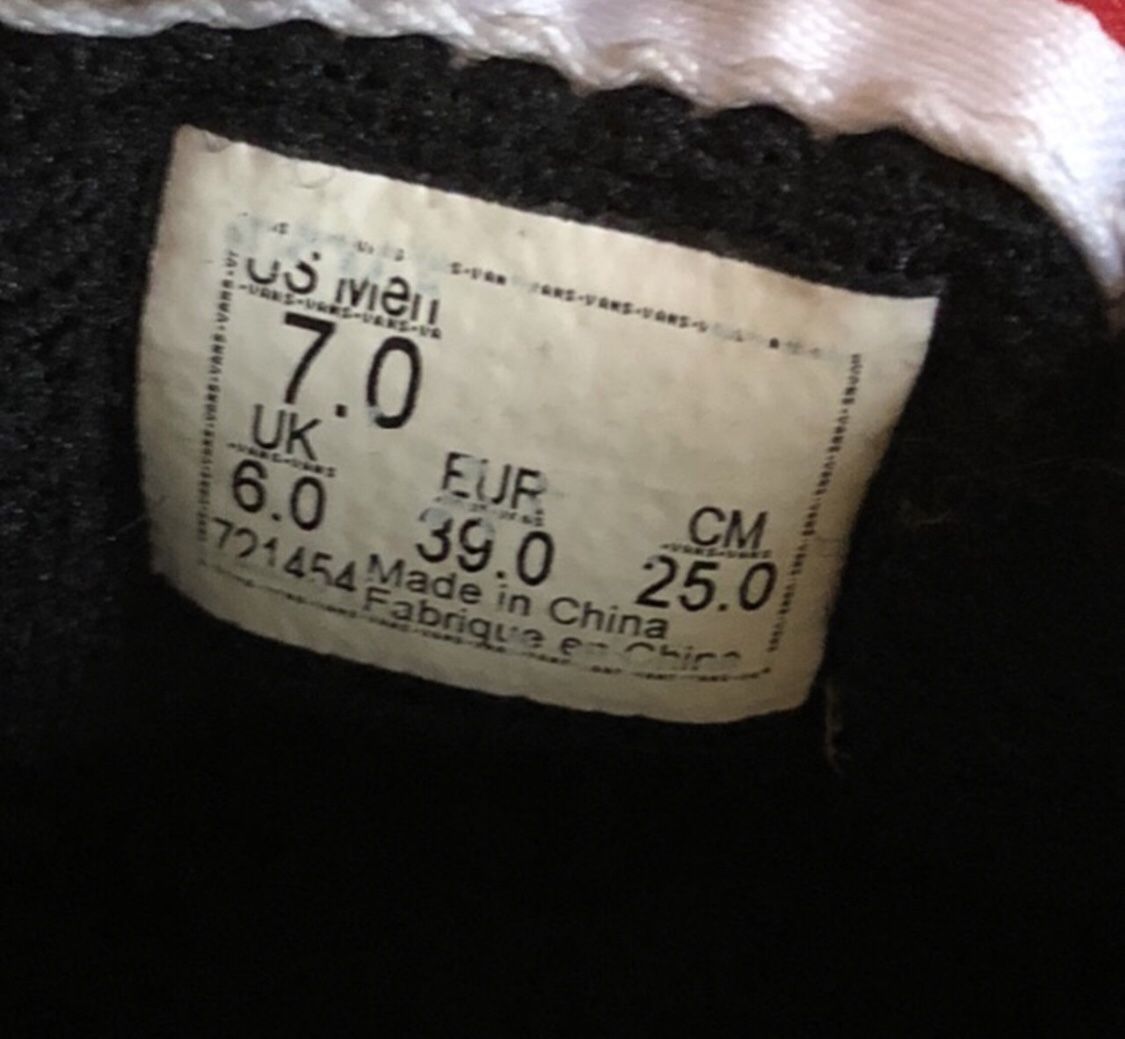 US Men
7.0
UK EUR CM
6.0 39.0 25.0
721454 Made in China
Fabrique en Chine